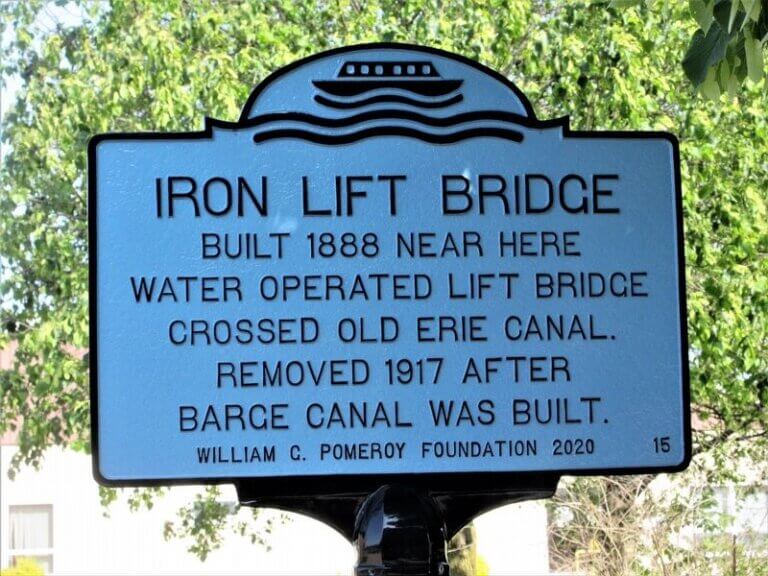 IRON LIFT BRIDGE
BUILT 1888 NEAR HERE
WATER OPERATED LIFT BRIDGE
CROSSED OLD ERIE CANAL.
REMOVED 1917 AFTER
BARGE CANAL WAS BUILT.
WILLIAM G. POMEROY FOUNDATION 2020 15